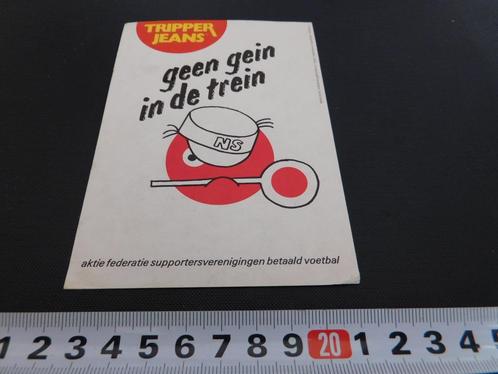 TRIPPER
JEANS
geen gein
in de trein
NS
aktie federatie supportersverenigingen betaald voetbal
1 2 3 4 5 6 7 8 9 20 1 2 3 4 5